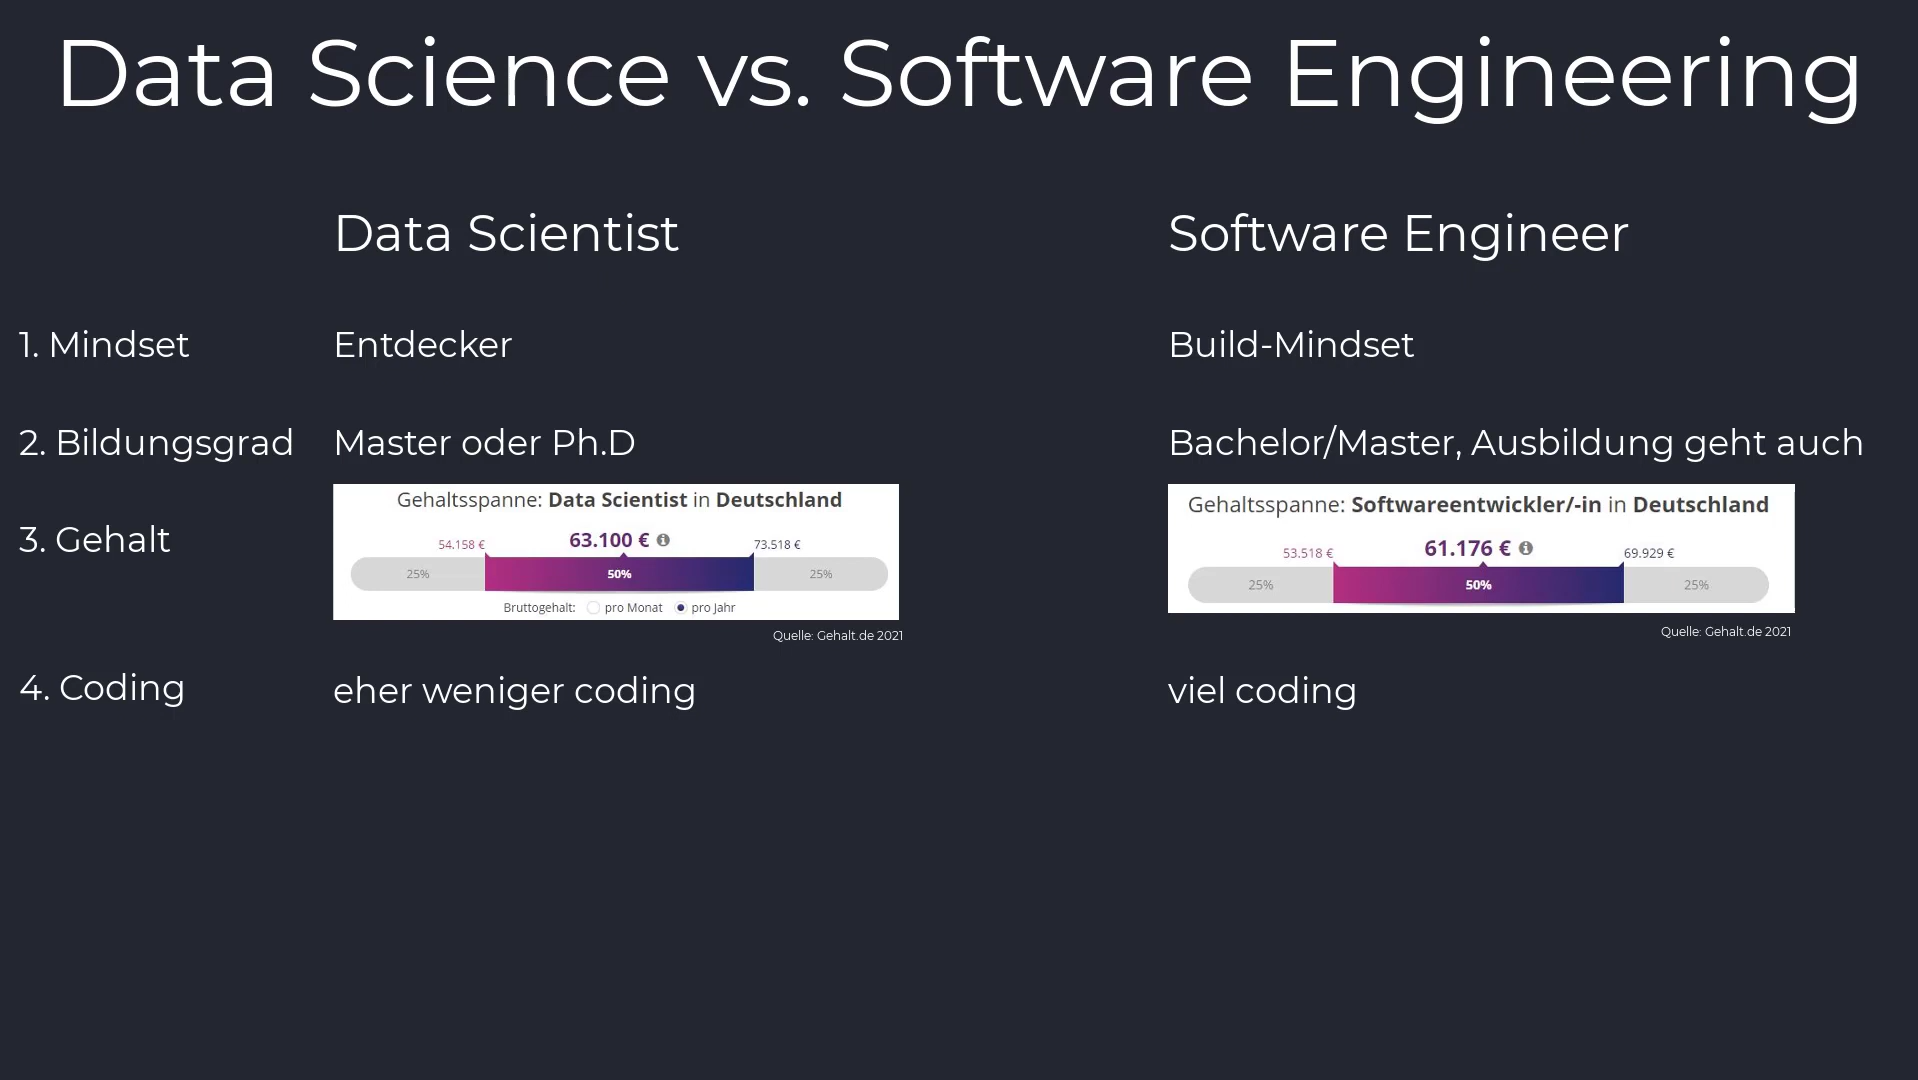 Data Science vs. Software Engineering
Data Scientist
Software Engineer
1. Mindset
Entdecker
Build-Mindset
2. Bildungsgrad
Master oder Ph.D
Bachelor/Master, Ausbildung geht auch
3. Gehalt
Gehaltsspanne: Data Scientist in Deutschland
54.158 €
63.100 €
73.518 €
25%
50%
25%
Bruttogehalt: pro Monat pro Jahr
Quelle: Gehalt.de 2021
Gehaltsspanne: Softwareentwickler/-in in Deutschland
53.518 €
61.176 €
69.929 €
25%
50%
25%
Quelle: Gehalt.de 2021
4. Coding
eher weniger coding
viel coding